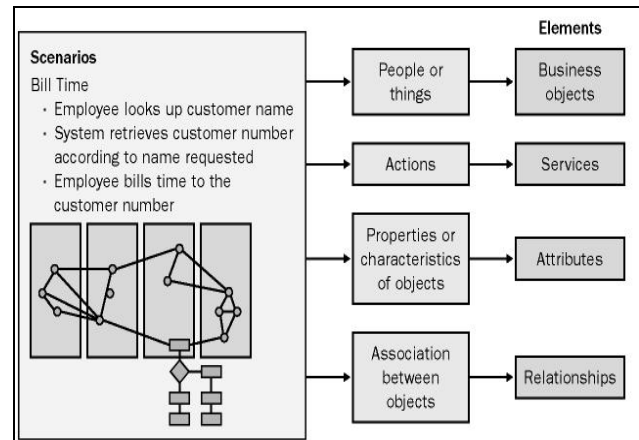 Elements
Scenarios
Bill Time
• Employee looks up customer name
• System retrieves customer number
according to name requested
• Employee bills time to the
customer number
People or
things
Business
objects
Actions
Services
Properties or
characteristics
of objects
Attributes
Association
between
objects
Relationships